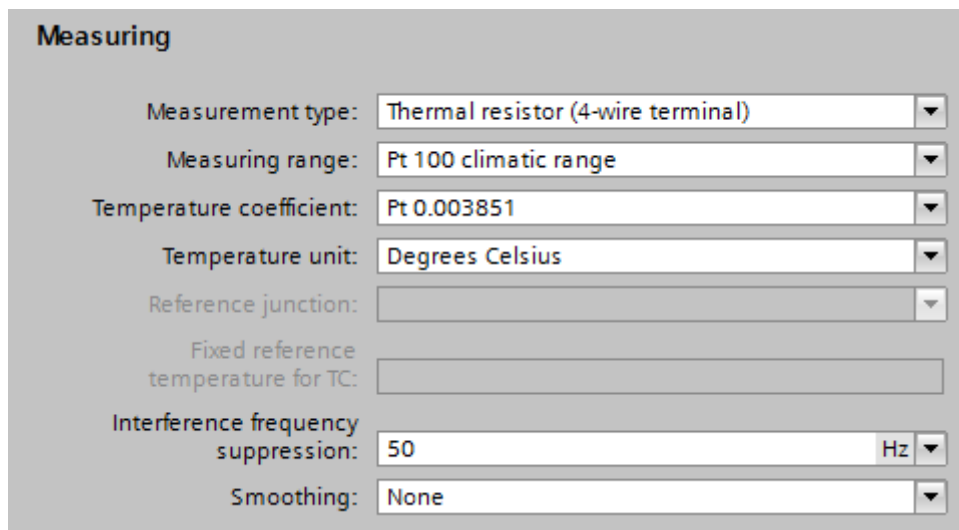 Measuring
Measurement type: Thermal resistor (4-wire terminal)
Measuring range: Pt 100 climatic range
Temperature coefficient: Pt 0.003851
Temperature unit: Degrees Celsius
Reference junction:
Fixed reference
temperature for TC:
Interference frequency
suppression: 50 Hz
Smoothing: None